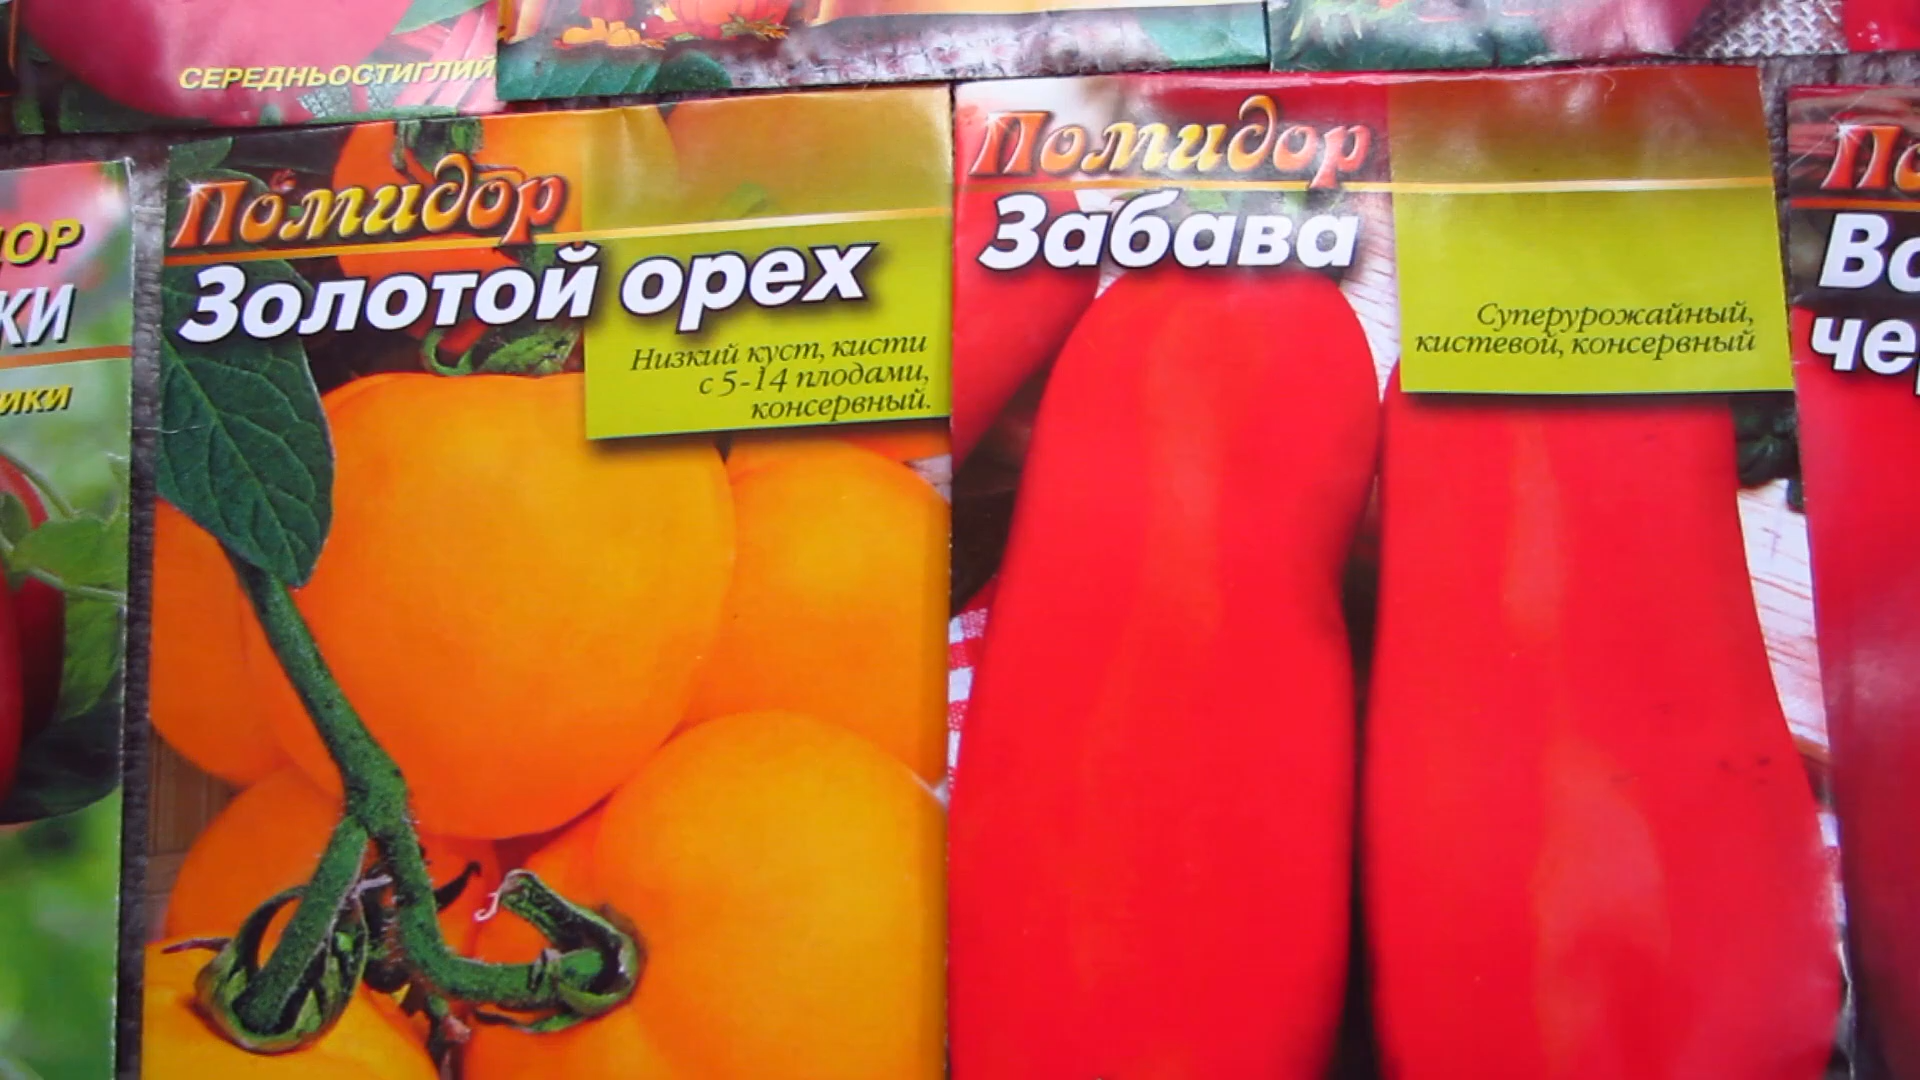 СЕРЕДНЬОСТИГЛИЙ
Помидор
Золотой орех
Низкий куст, кисти
с 5-14 плодами,
консервный.
Помидор
Забава
Суперурожайный,
кистевой, консервный